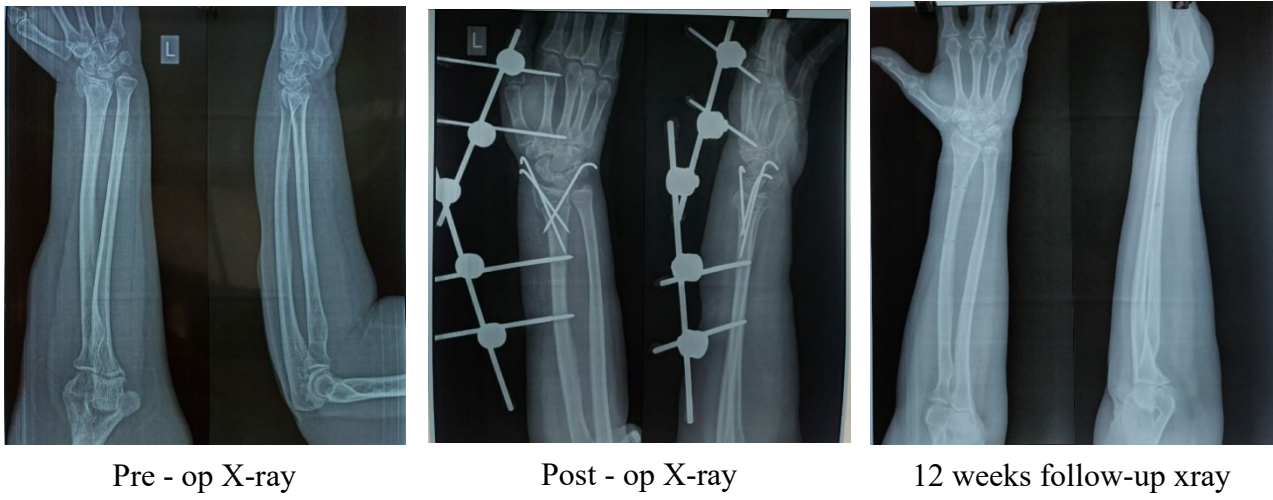 L
L
Pre - op X-ray
Post - op X-ray
12 weeks follow-up xray